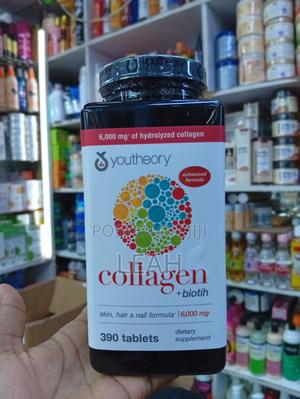 6,000 mg* of hydrolyzed collagen
youtheory
enhanced
formula
LEAH
collagen
+ biotin
skin, hair & nail formula | 6,000 mg*
390 tablets
dietary
supplement